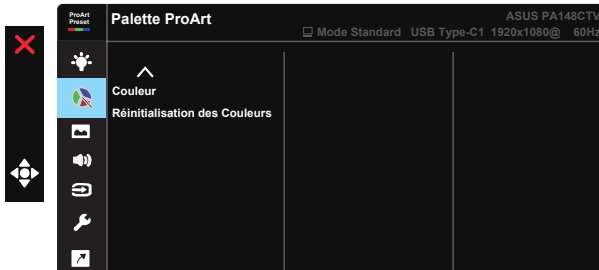 ProArt
Preset
Palette ProArt
ASUS PA148CTV
Mode Standard USB Type-C1 1920x1080@ 60Hz
Couleur
Réinitialisation des Couleurs